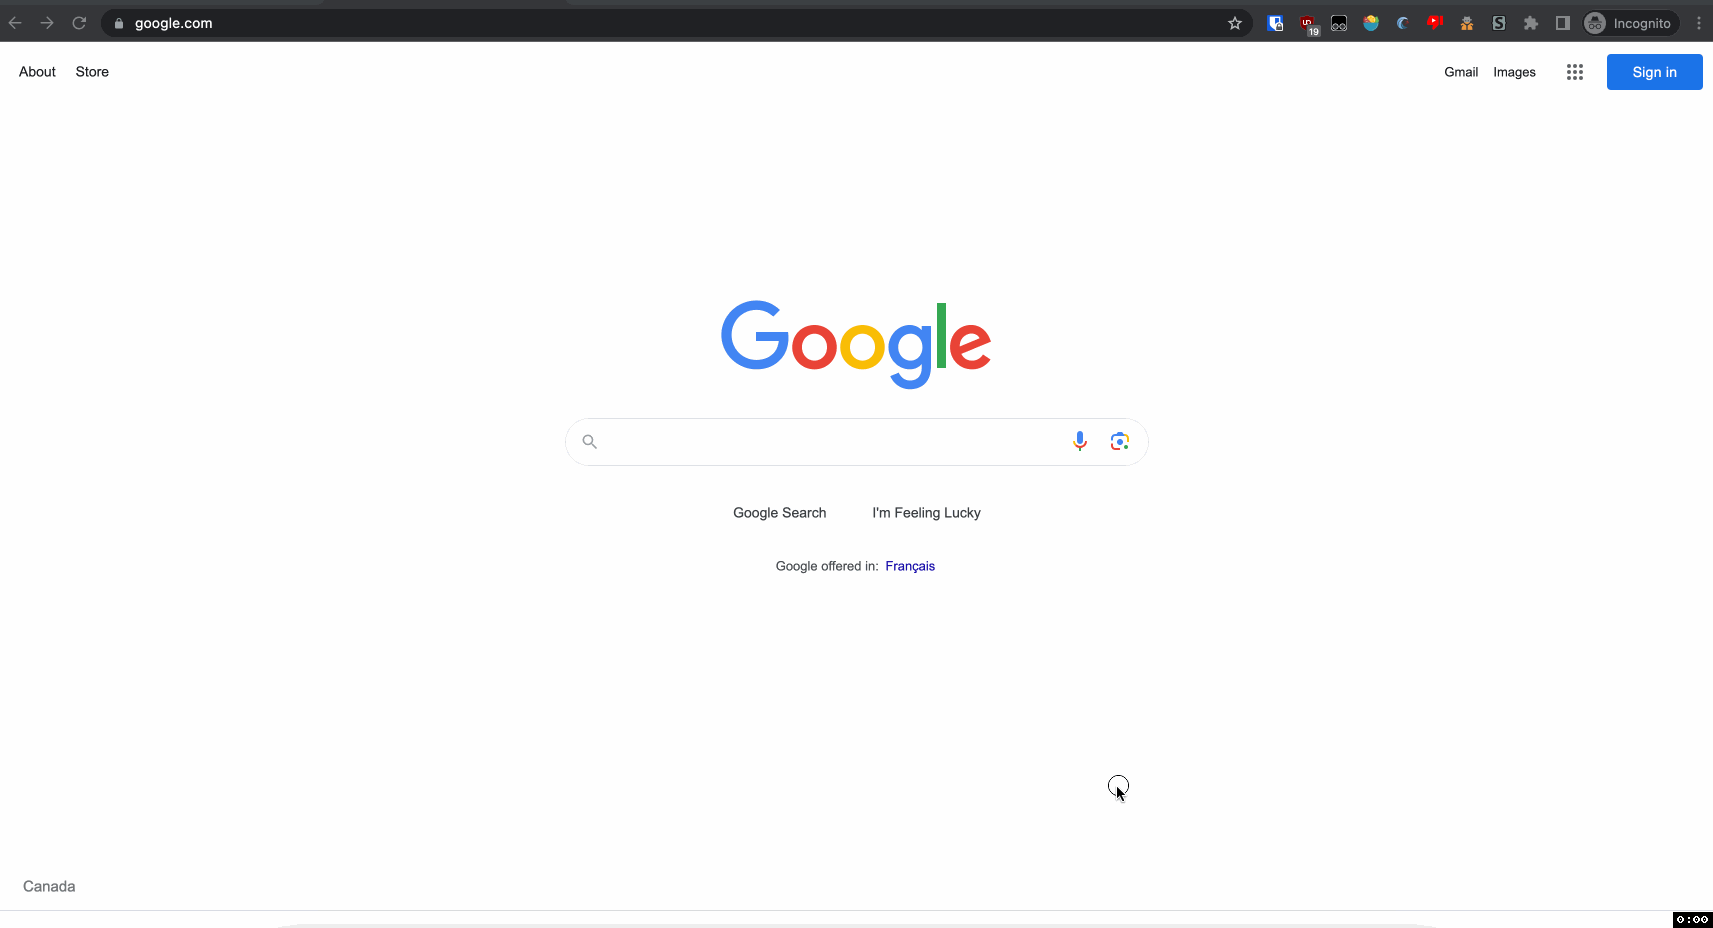 google.com
19
Incognito
About Store
Gmail Images
Sign in
Google
Google Search I'm Feeling Lucky
Google offered in: Français
Canada
0:00